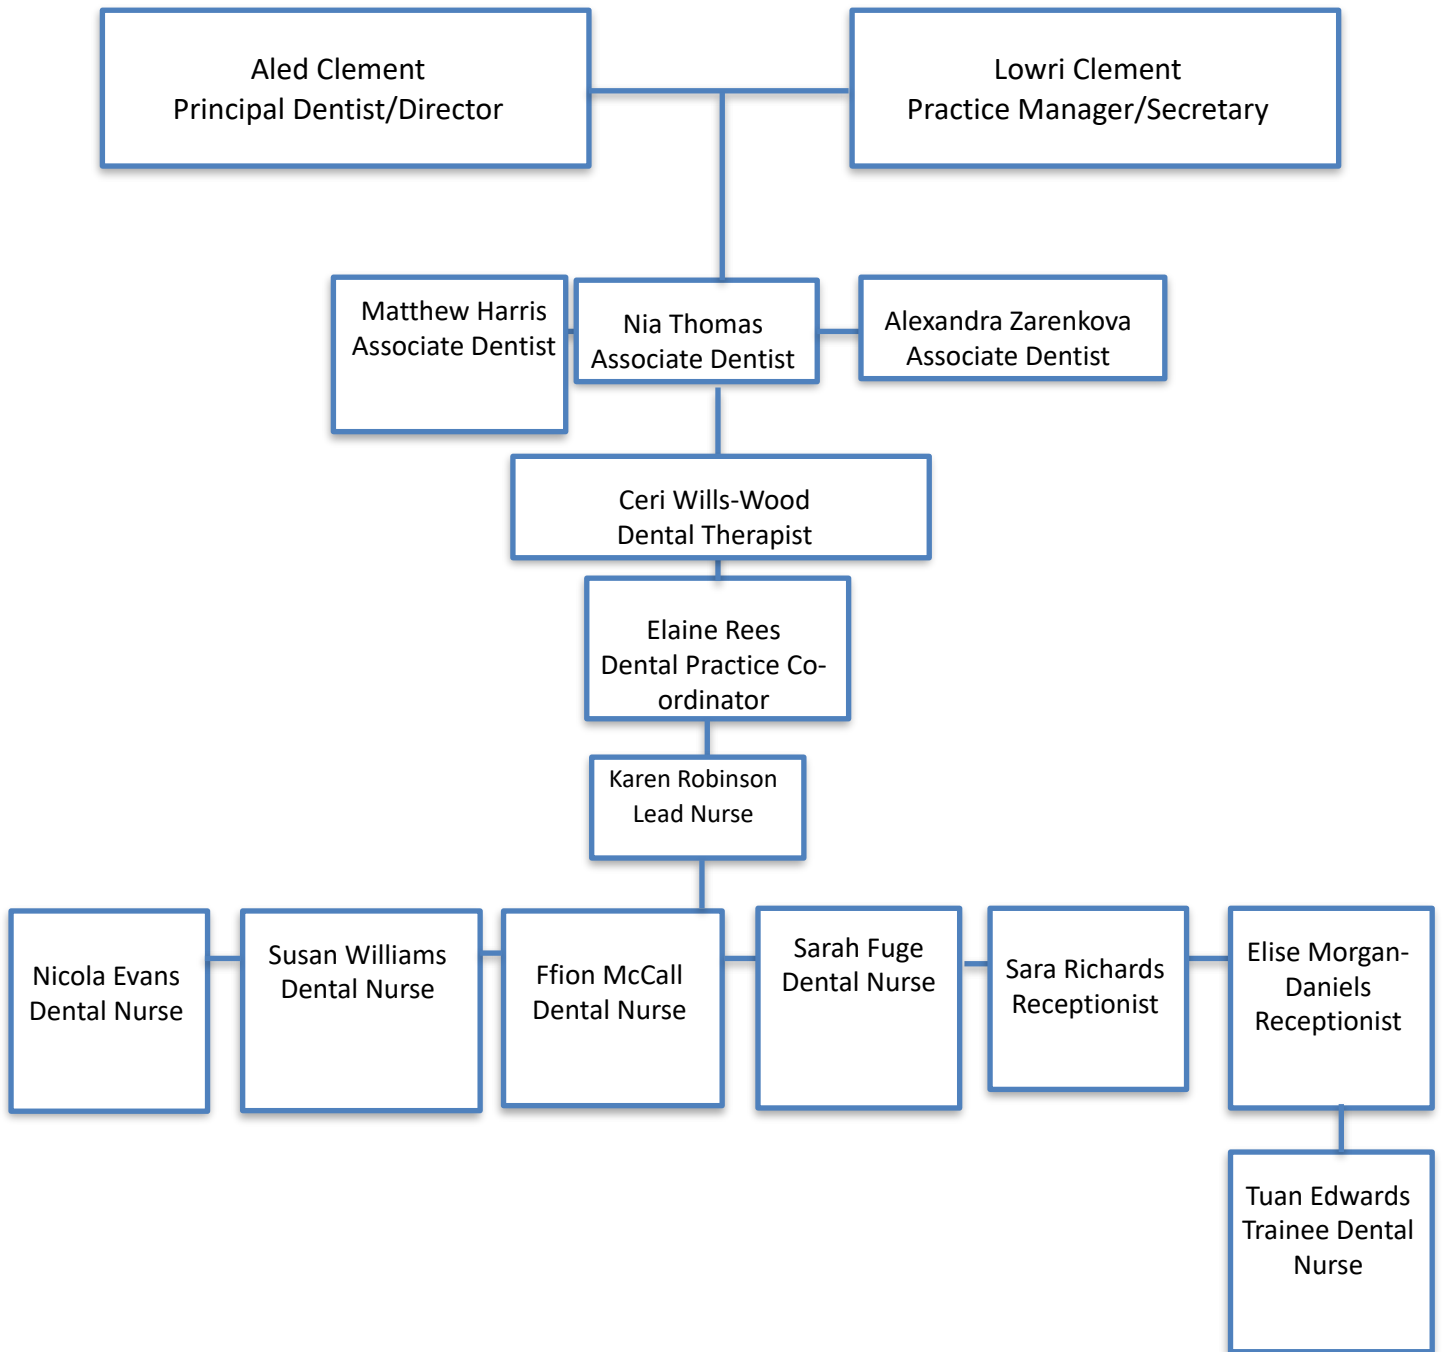 Aled Clement
Principal Dentist/Director
Lowri Clement
Practice Manager/Secretary
Matthew Harris
Associate Dentist
Nia Thomas
Associate Dentist
Alexandra Zarenkova
Associate Dentist
Ceri Wills-Wood
Dental Therapist
Elaine Rees
Dental Practice Co-
ordinator
Karen Robinson
Lead Nurse
Nicola Evans
Dental Nurse
Susan Williams
Dental Nurse
Ffion McCall
Dental Nurse
Sarah Fuge
Dental Nurse
Sara Richards
Receptionist
Elise Morgan-
Daniels
Receptionist
Tuan Edwards
Trainee Dental
Nurse